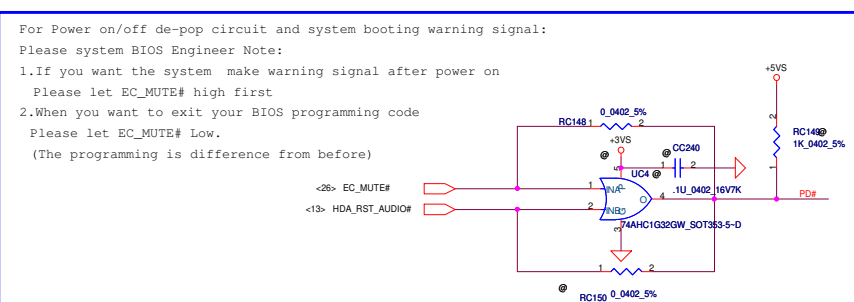 For Power on/off de-pop circuit and system booting warning signal:
Please system BIOS Engineer Note:
1.If you want the system  make warning signal after power on
Please let EC_MUTE# high first
2.When you want to exit your BIOS programming code
Please let EC_MUTE# Low.
(The programming is difference from before)
+5VS
2
RC149@
1K_0402_5%
1
0_0402_5%
RC148 1 2
+3VS
@
@ CC240
1 2
5
UC4 @
.1U_0402_16V7K
<26> EC_MUTE#
1 INA P
O 4
PD#
<13> HDA_RST_AUDIO#
2 INB G
74AHC1G32GW_SOT353-5~D
3
1 2
@
RC150 0_0402_5%